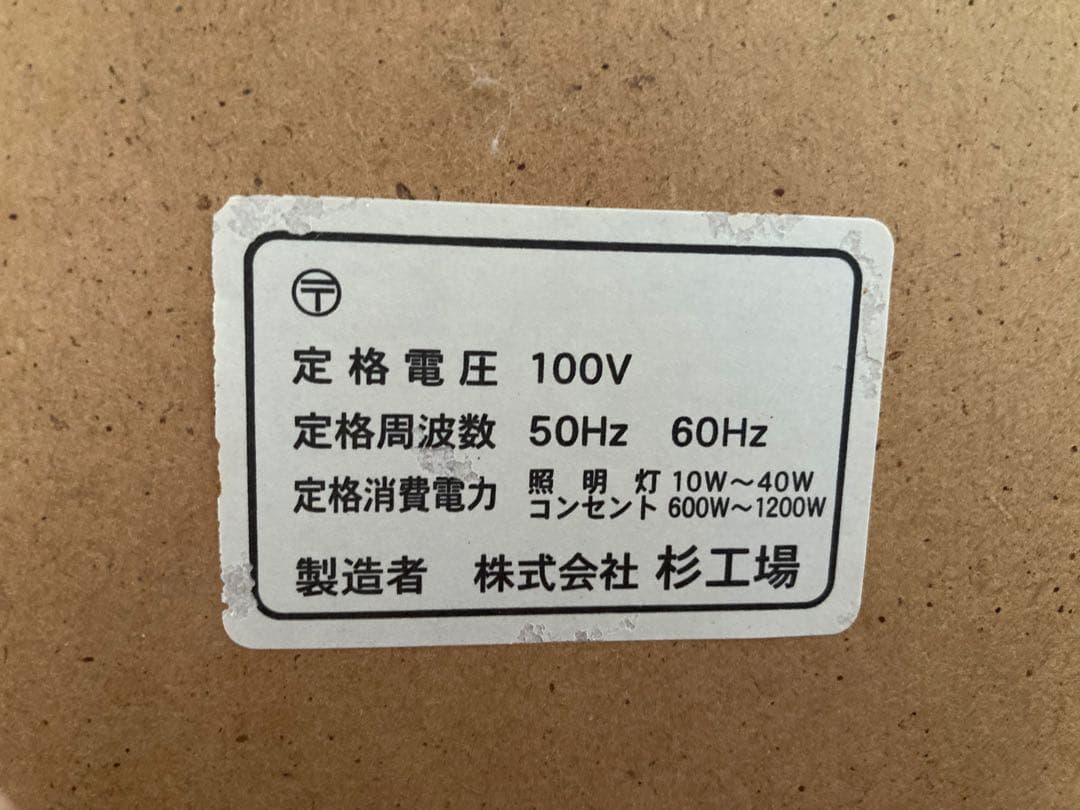 〒
定格電圧 100V
定格周波数 50Hz 60Hz
定格消費電力 照明灯 10W～40W
コンセント 600W～1200W
製造者 株式会社 杉工場